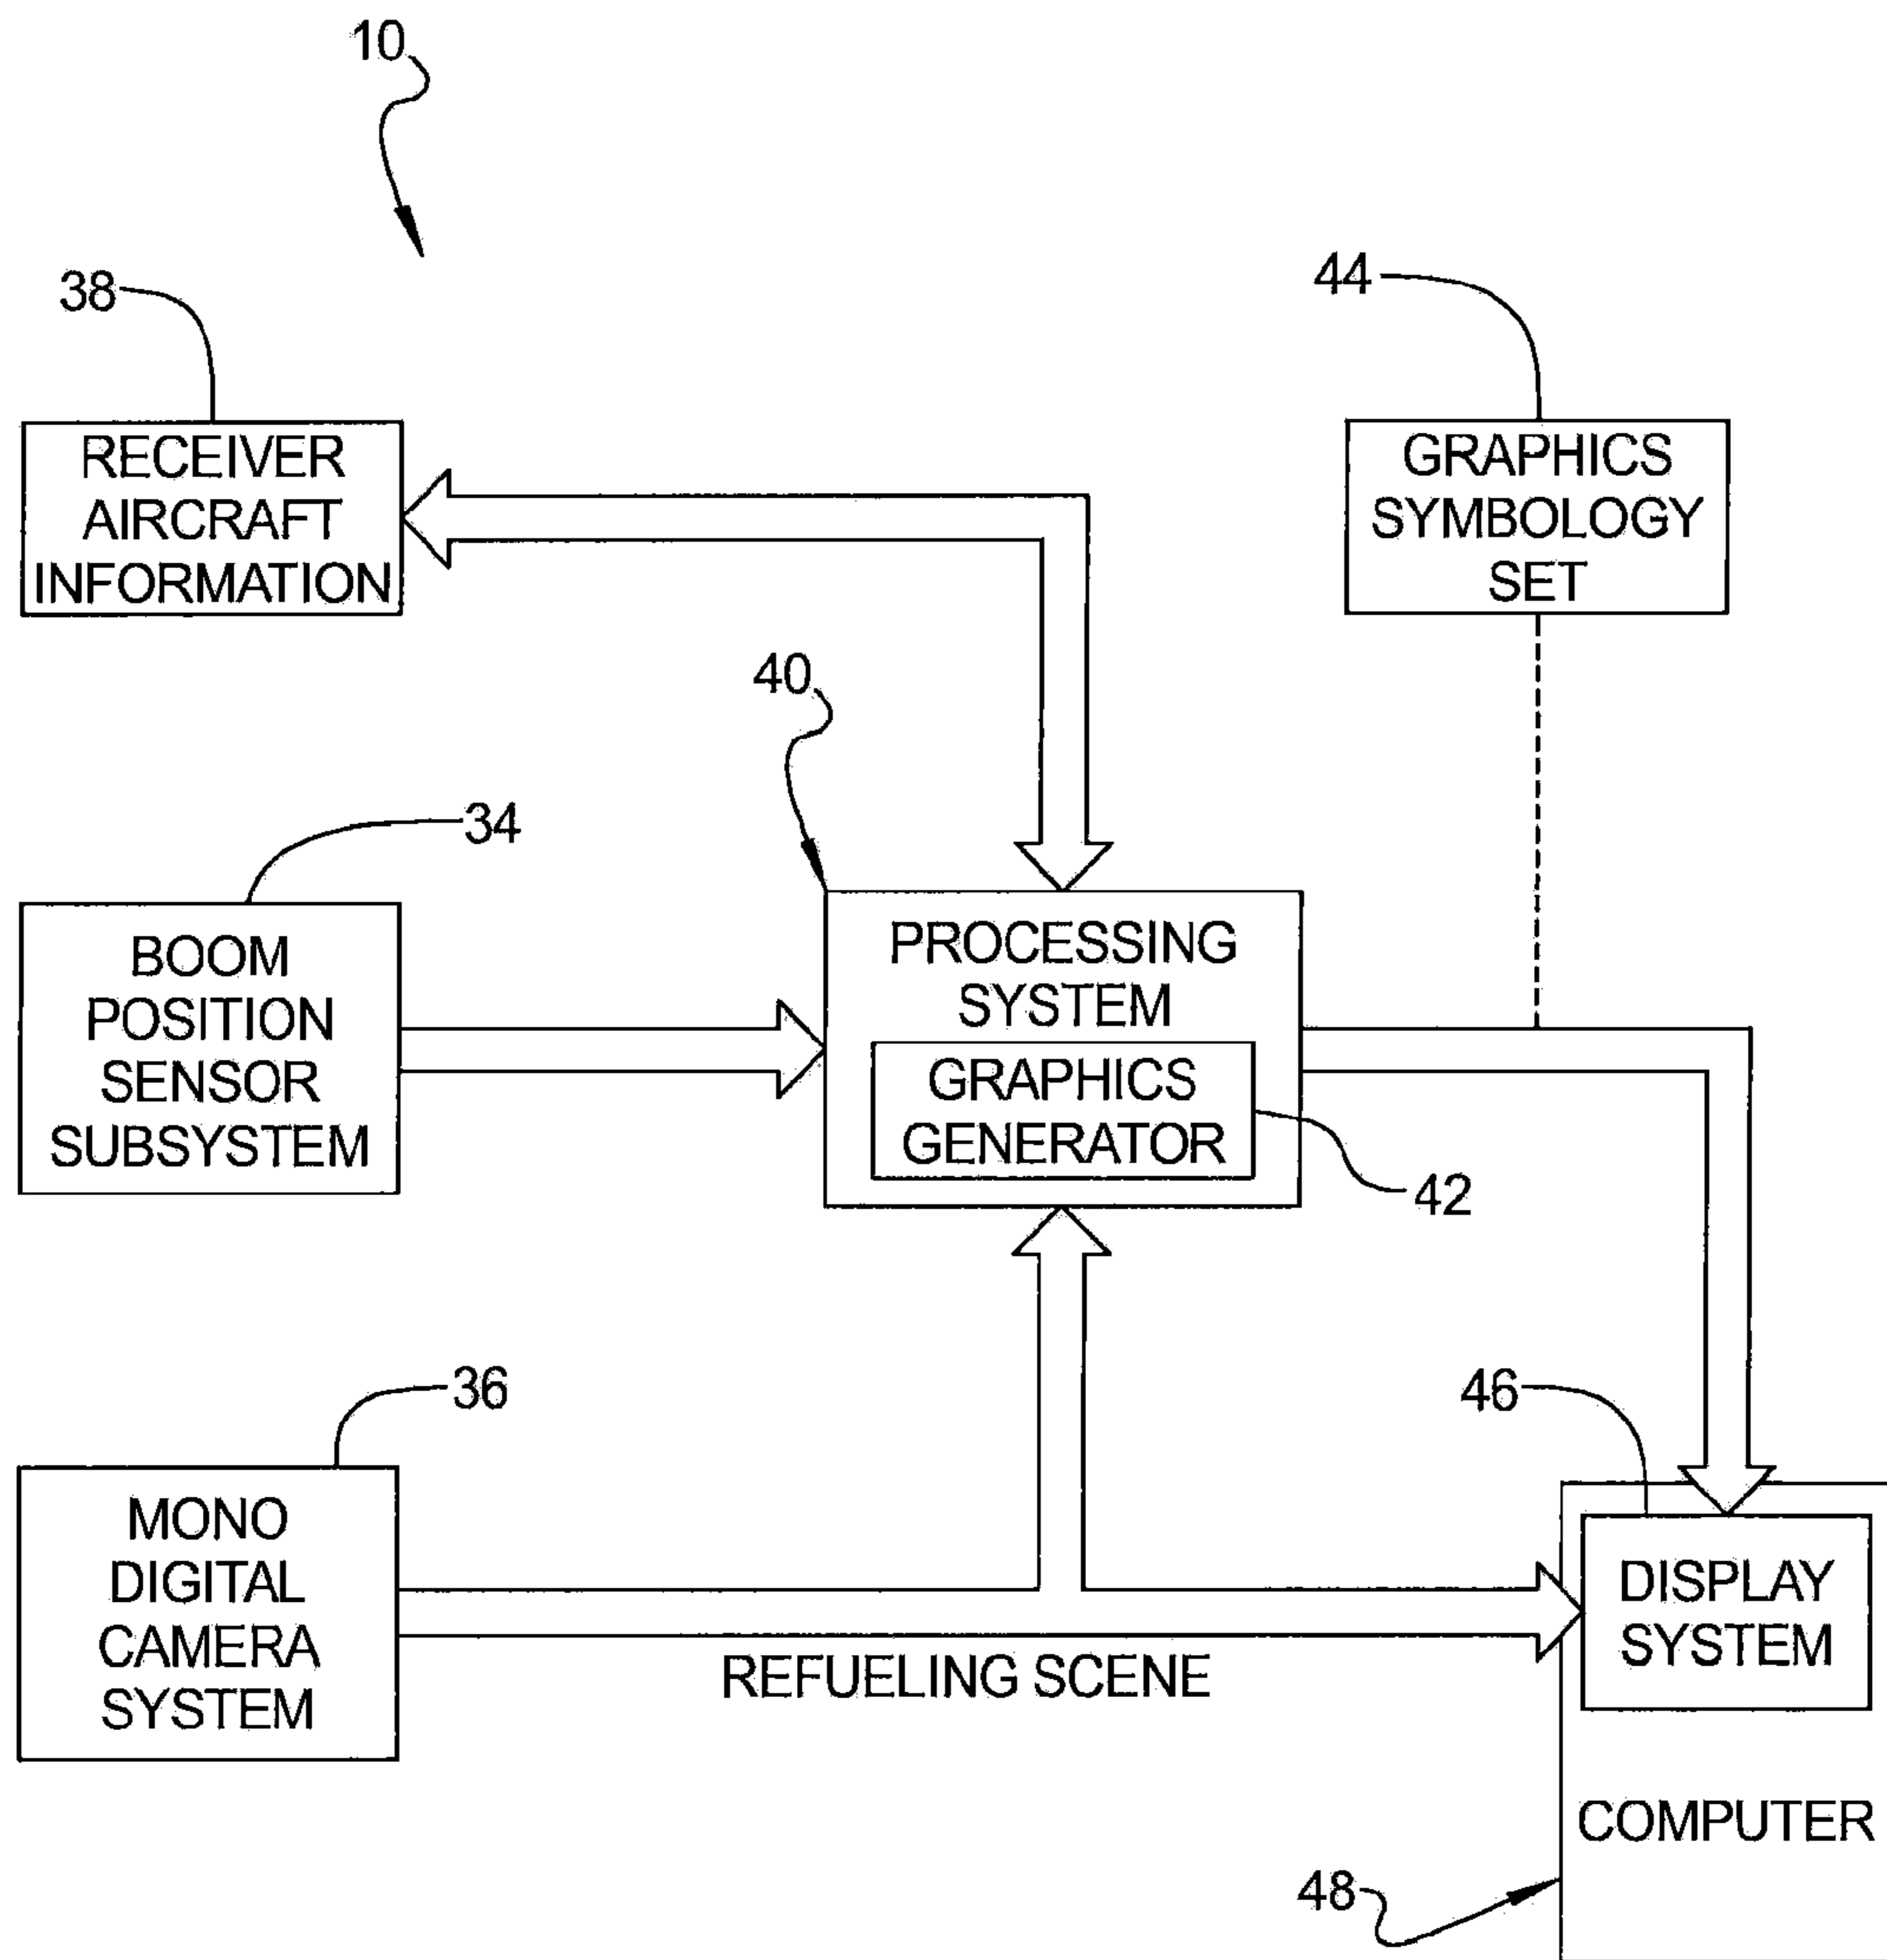 10
38
44
RECEIVER
AIRCRAFT
INFORMATION
GRAPHICS
SYMBOLOGY
SET
40
34
BOOM
POSITION
SENSOR
SUBSYSTEM
PROCESSING
SYSTEM
GRAPHICS
GENERATOR
42
36
46
MONO
DIGITAL
CAMERA
SYSTEM
REFUELING SCENE
DISPLAY
SYSTEM
COMPUTER
48